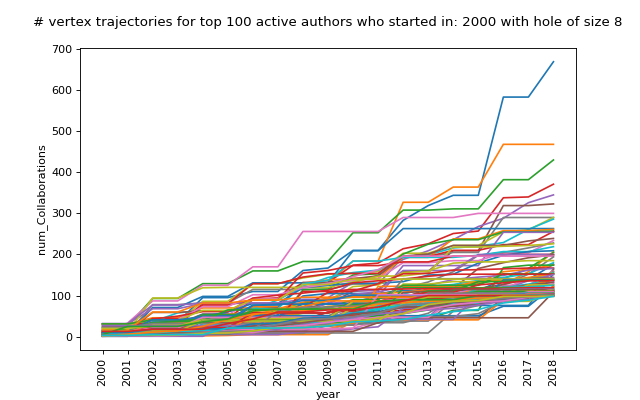 # vertex trajectories for top 100 active authors who started in: 2000 with hole of size 8
700
600
500
400
300
200
100
0
num_Collaborations
2000 2001 2002 2003 2004 2005 2006 2007 2008 2009 2010 2011 2012 2013 2014 2015 2016 2017 2018
year